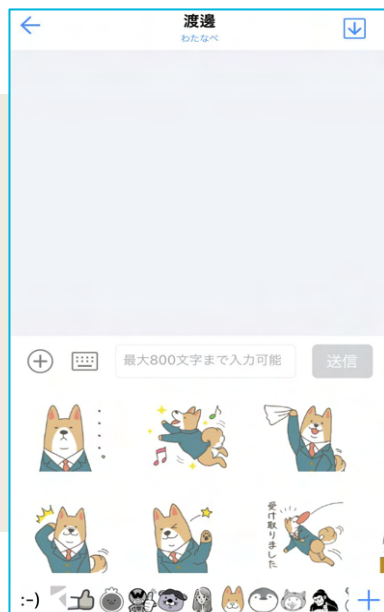 渡邊
わたなべ
最大800文字まで入力可能
送信
受け取りました
:-)